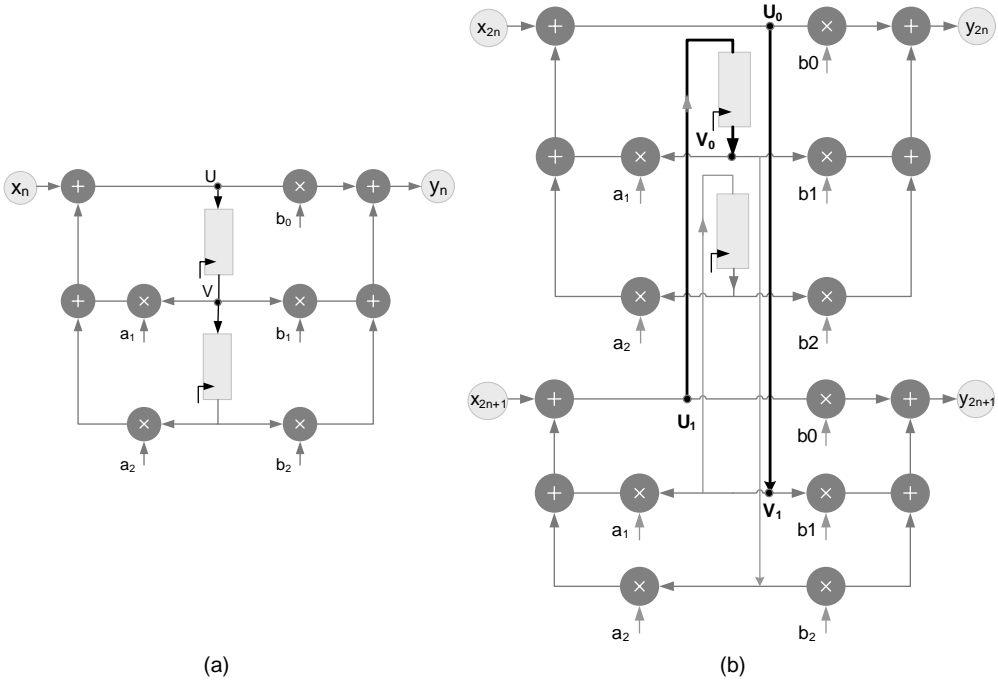 xₙ
U
b₀
yₙ
V
a₁
b₁
a₂
b₂
(a)
x₂ₙ
U₀
b0
y₂ₙ
V₀
a₁
b1
a₂
b2
x₂ₙ₊₁
U₁
b0
y₂ₙ₊₁
a₁
V₁
b1
a₂
b₂
(b)